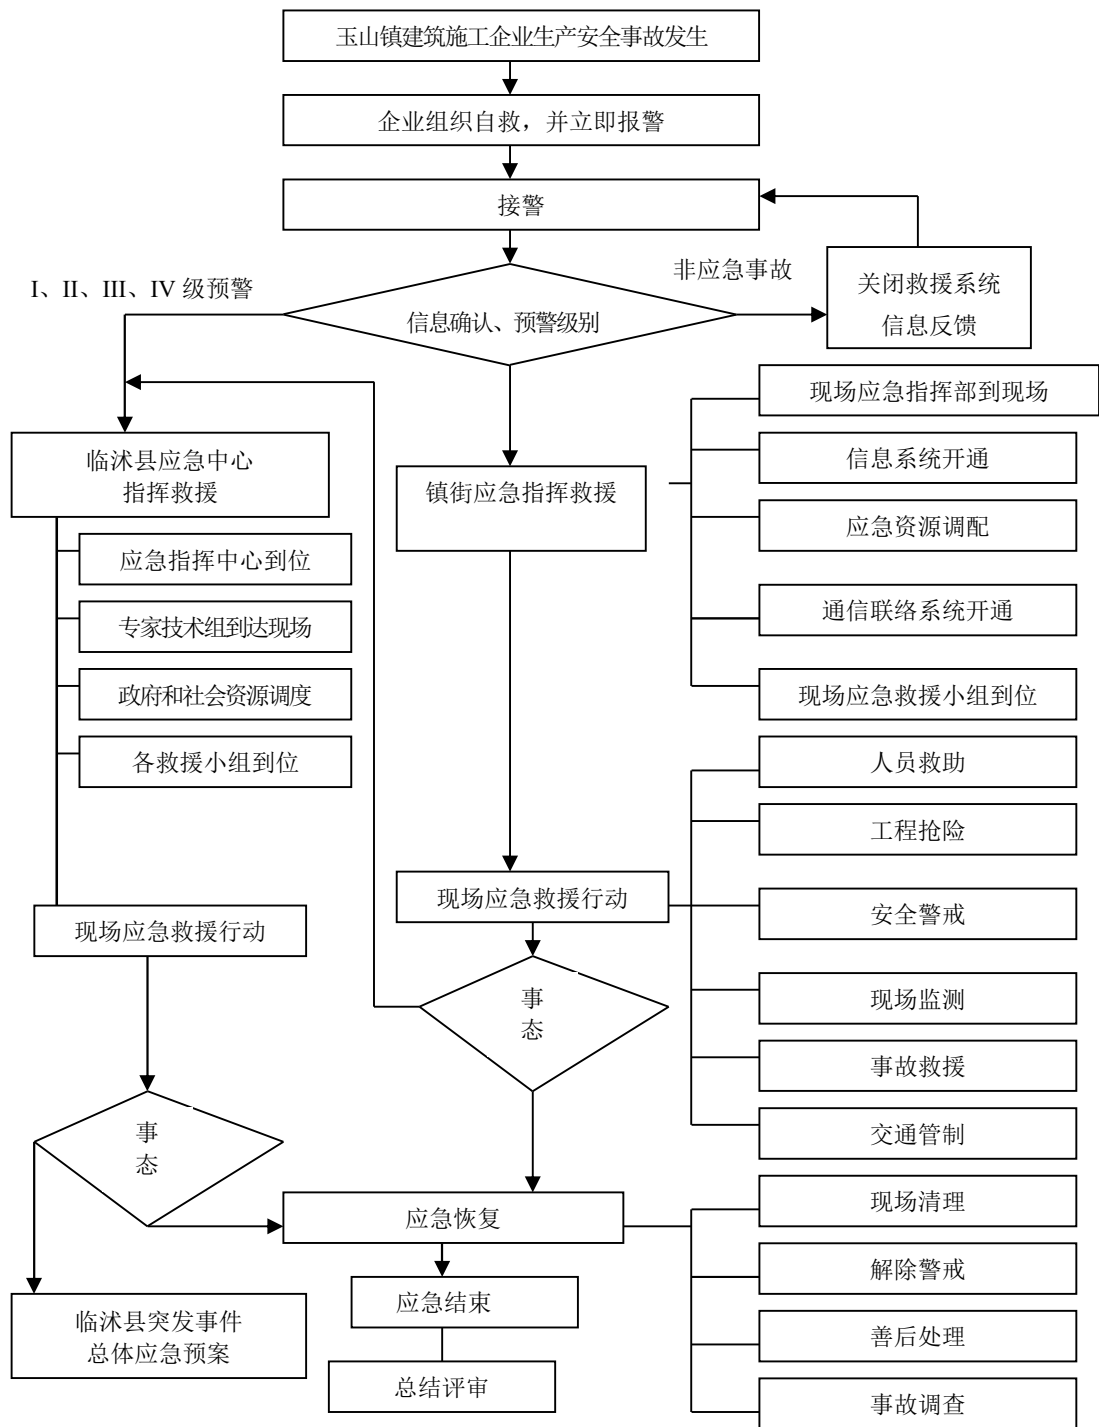 玉山镇建筑施工企业生产安全事故发生
企业组织自救，并立即报警
接警
非应急事故
I、II、III、IV 级预警
信息确认、预警级别
关闭救援系统
信息反馈
现场应急指挥部到现场
临沭县应急中心
指挥救援
信息系统开通
镇街应急指挥救援
应急资源调配
应急指挥中心到位
通信联络系统开通
专家技术组到达现场
政府和社会资源调度
现场应急救援小组到位
各救援小组到位
人员救助
工程抢险
现场应急救援行动
安全警戒
现场应急救援行动
现场监测
事
态
事故救援
交通管制
事
态
现场清理
应急恢复
解除警戒
应急结束
临沭县突发事件
总体应急预案
善后处理
总结评审
事故调查